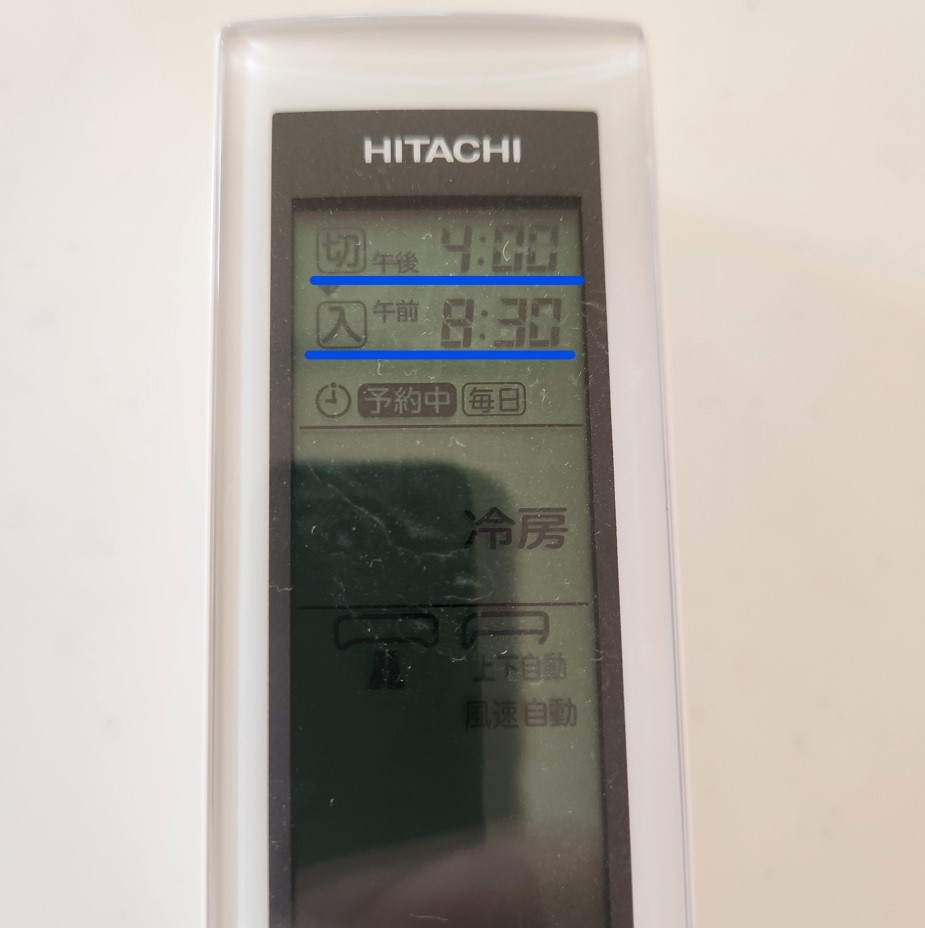 HITACHI
切 午後 4:00
入 午前 8:30
予約中 毎日
冷房
上下自動
風速自動